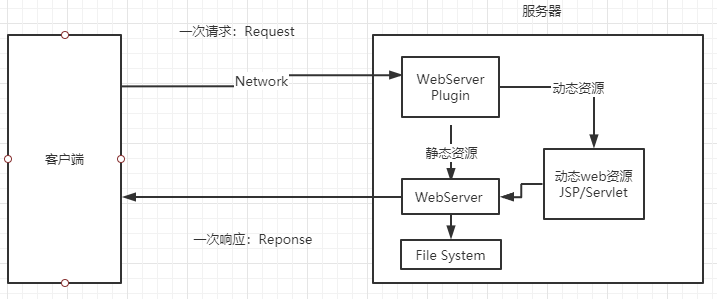 服务器
一次请求：Request
Network
WebServer
Plugin
动态资源
客户端
静态资源
动态web资源
JSP/Servlet
WebServer
一次响应：Reponse
File System